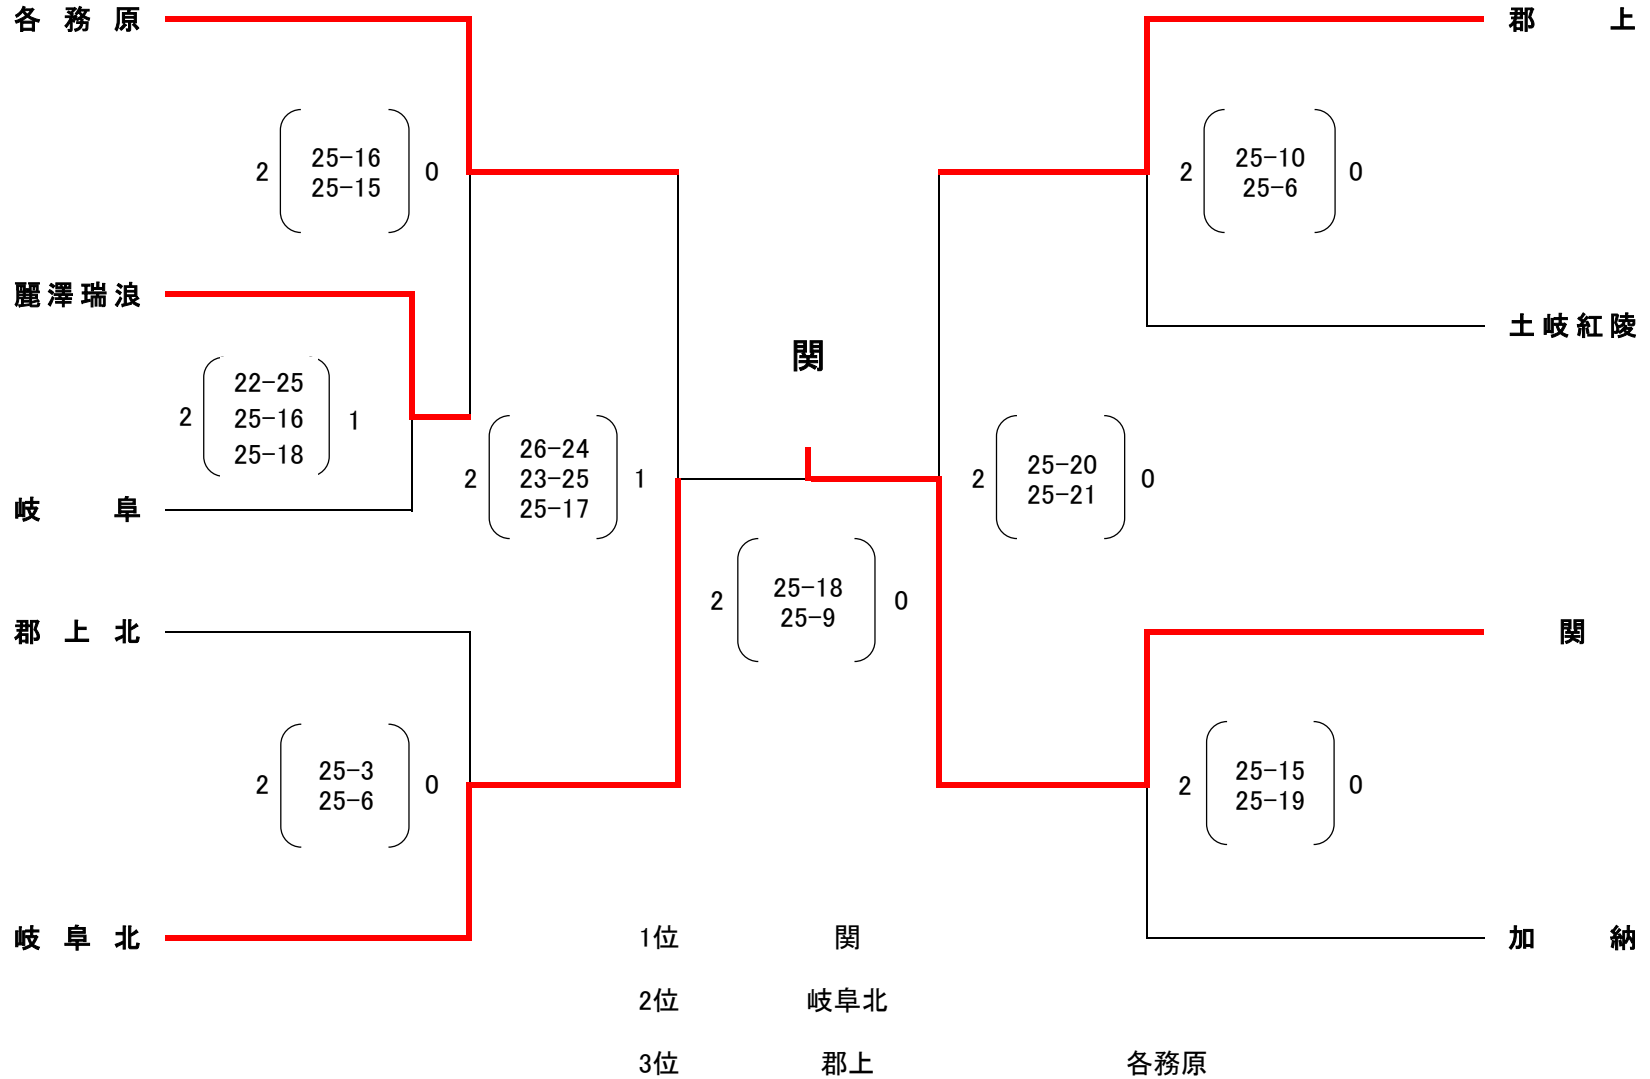 各務原
郡上
2 25-16 0
25-15
2 25-10 0
25-6
麗澤瑞浪
土岐紅陵
関
2 22-25 1
25-16
25-18
2 26-24 1
23-25
25-17
2 25-20 0
25-21
岐阜
2 25-18 0
25-9
郡上北
関
2 25-3 0
25-6
2 25-15 0
25-19
岐阜北
加納
1位 関
2位 岐阜北
3位 郡上 各務原